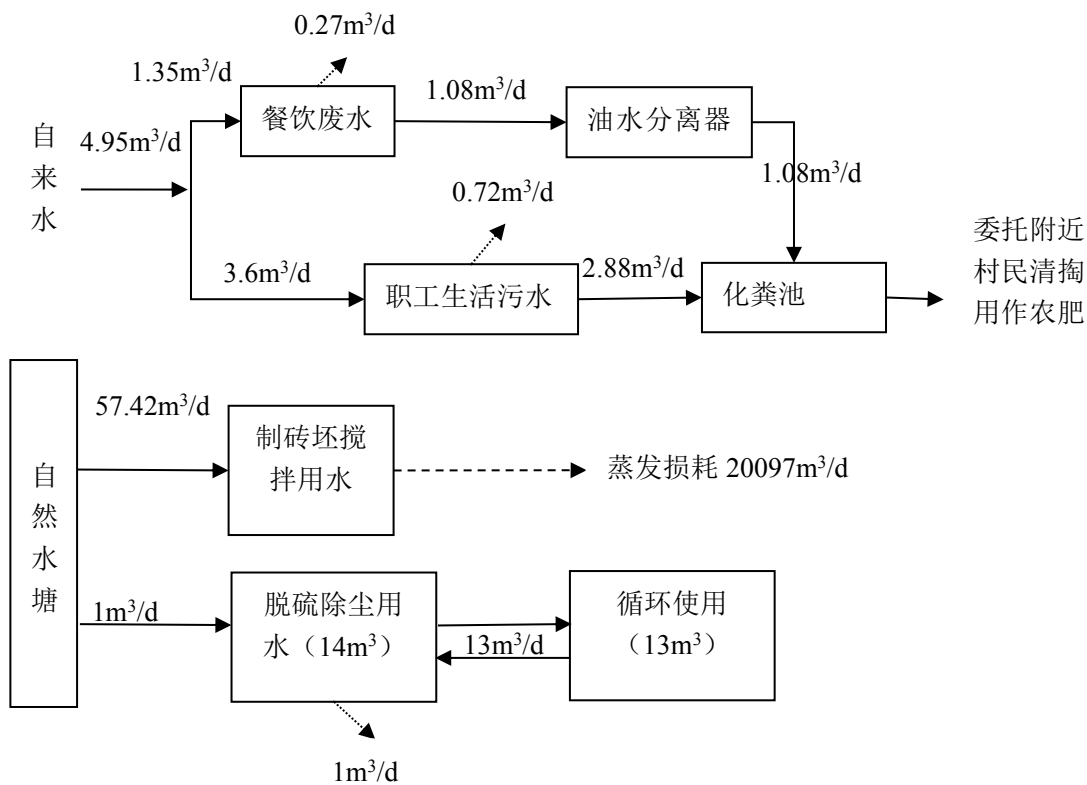 0.27m³/d
1.35m³/d
餐饮废水
1.08m³/d
油水分离器
自来水
4.95m³/d
1.08m³/d
0.72m³/d
3.6m³/d
职工生活污水
2.88m³/d
化粪池
委托附近
村民清掏
用作农肥
自然水塘
57.42m³/d
制砖坯搅
拌用水
蒸发损耗 20097m³/d
1m³/d
脱硫除尘用
水（14m³）
13m³/d
循环使用
（13m³）
1m³/d